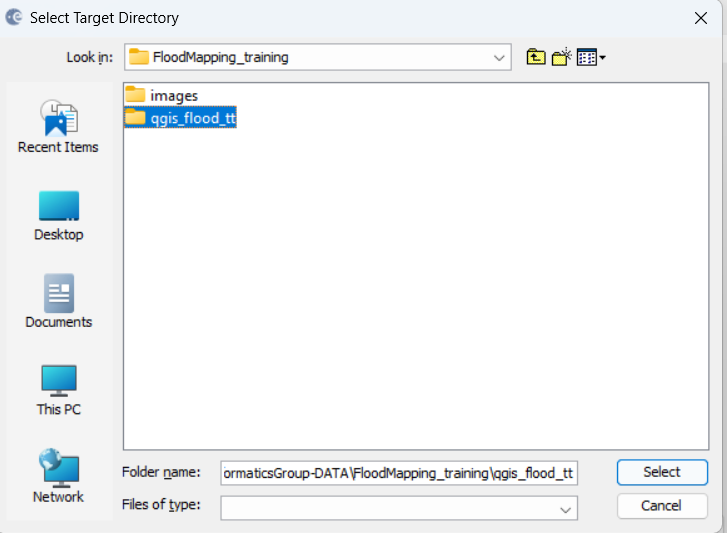 Select Target Directory
Look in:
FloodMapping_training
images
qgis_flood_tt
Recent Items
Desktop
Documents
This PC
Network
Folder name:
ormaticsGroup-DATA\FloodMapping_training\qgis_flood_tt
Select
Files of type:
Cancel